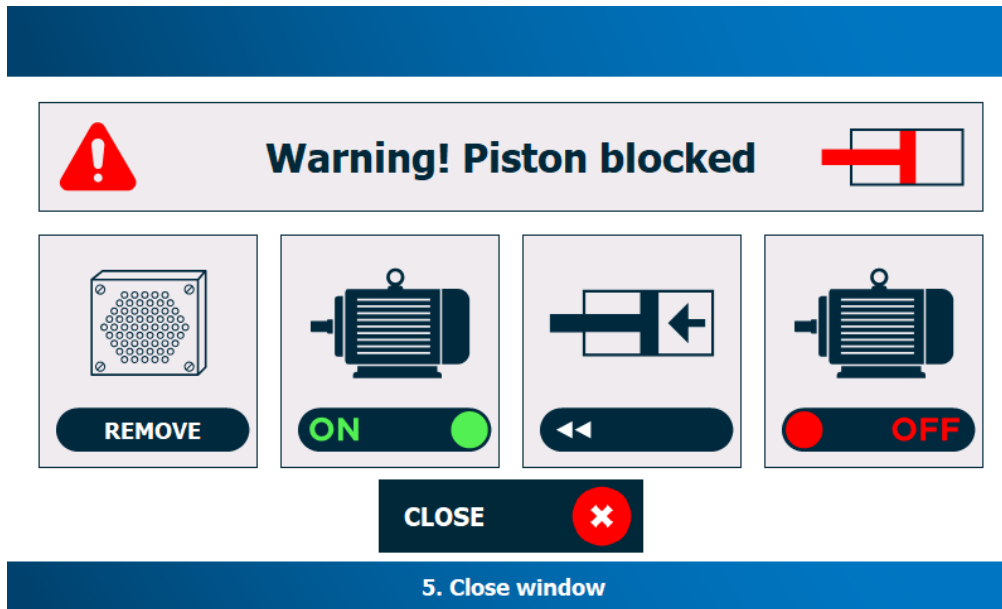 Warning! Piston blocked
REMOVE
ON
OFF
CLOSE
5. Close window